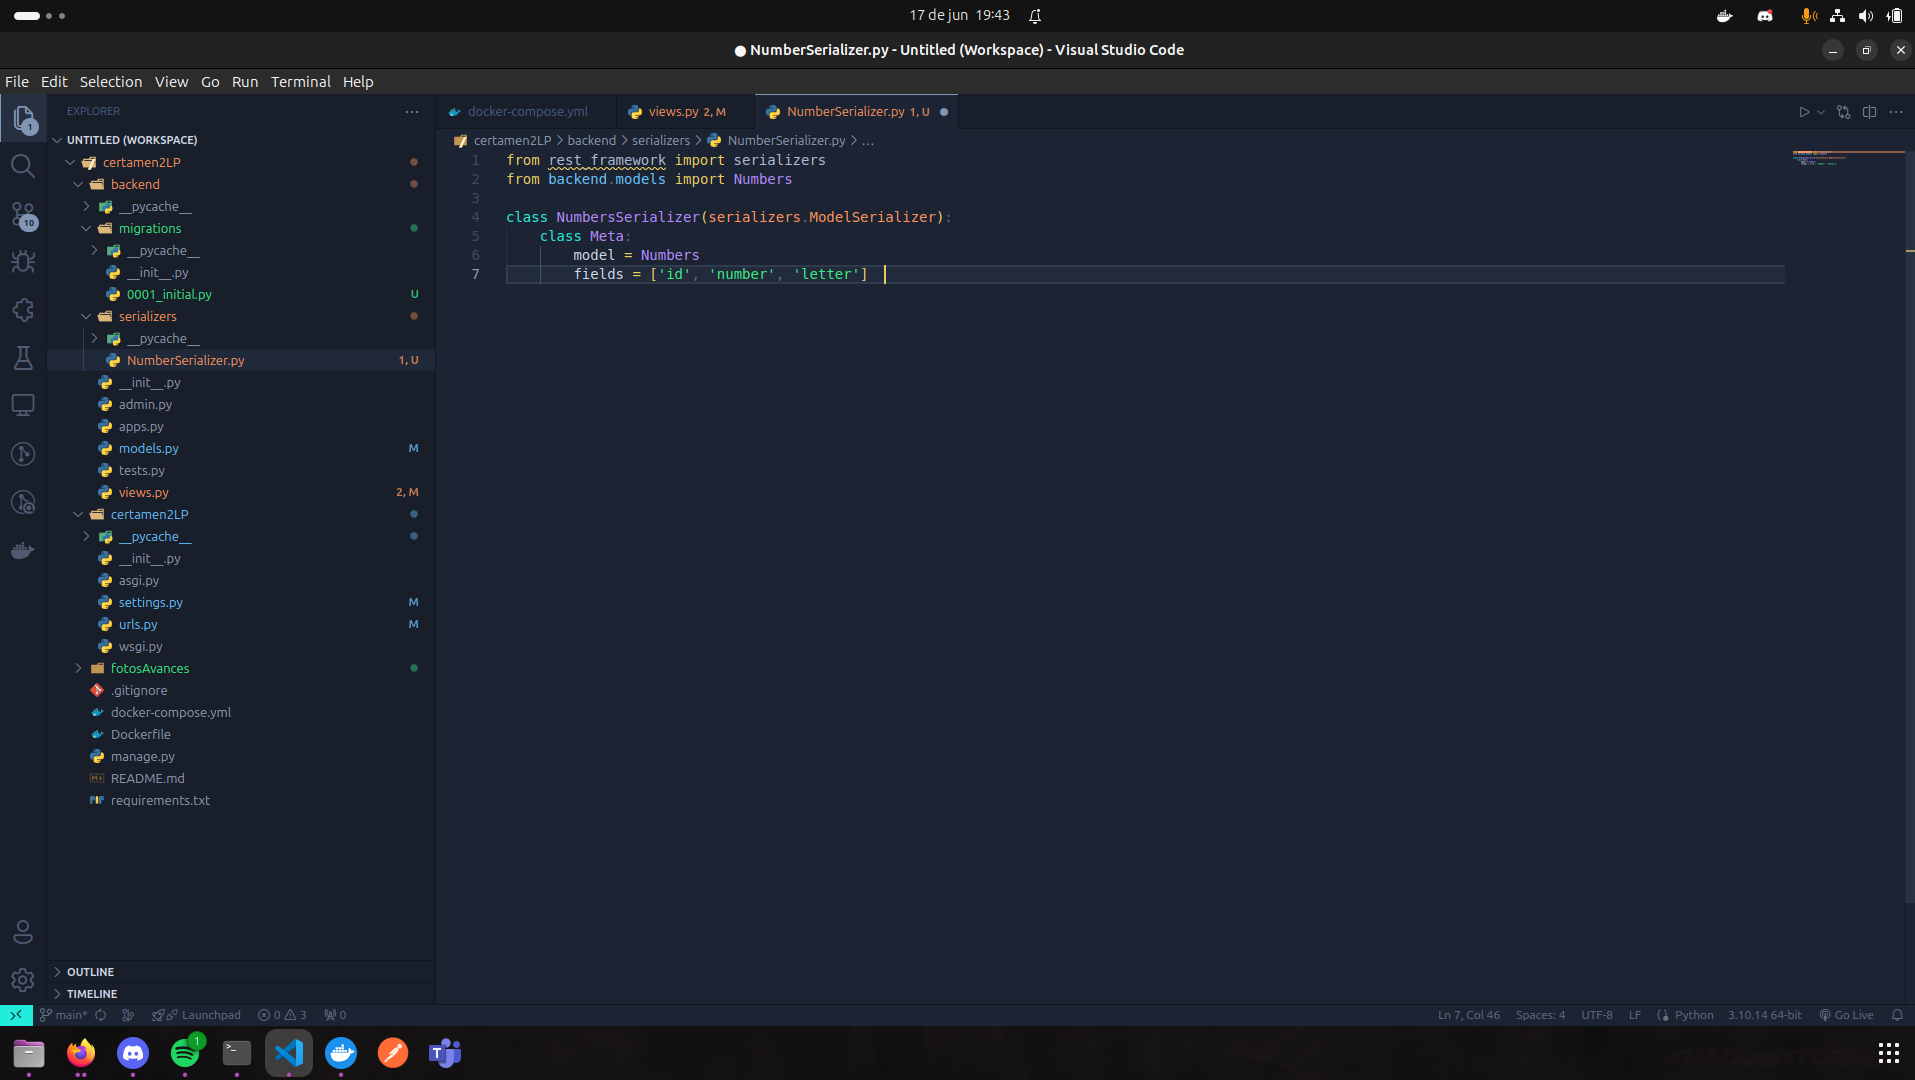 17 de jun 19:43
NumberSerializer.py - Untitled (Workspace) - Visual Studio Code
File Edit Selection View Go Run Terminal Help
EXPLORER
UNTITLED (WORKSPACE)
certamen2LP
backend
__pycache__
migrations
__pycache__
__init__.py
0001_initial.py U
serializers
__pycache__
NumberSerializer.py 1, U
__init__.py
admin.py
apps.py
models.py M
tests.py
views.py 2, M
certamen2LP
__pycache__
__init__.py
asgi.py
settings.py M
urls.py M
wsgi.py
fotosAvances
.gitignore
docker-compose.yml
Dockerfile
manage.py
README.md
requirements.txt
OUTLINE
TIMELINE
1
10
docker-compose.yml views.py 2, M NumberSerializer.py 1, U
certamen2LP > backend > serializers > NumberSerializer.py > ...
1 from rest_framework import serializers
2 from backend.models import Numbers
3
4 class NumbersSerializer(serializers.ModelSerializer):
5 class Meta:
6 model = Numbers
7 fields = ['id', 'number', 'letter']
main* Launchpad 0 3 0 Ln 7, Col 46 Spaces: 4 UTF-8 LF Python 3.10.14 64-bit Go Live
1